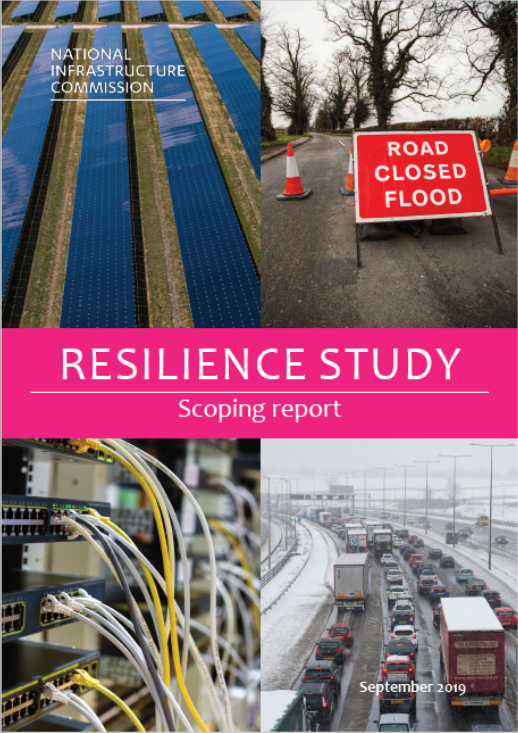 NATIONAL
INFRASTRUCTURE
COMMISSION
ROAD
CLOSED
FLOOD
RESILIENCE STUDY
Scoping report
September 2019